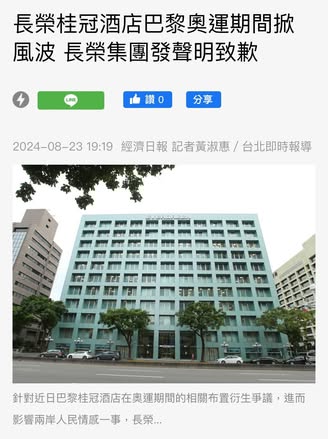 長榮桂冠酒店巴黎奧運期間掀
風波 長榮集團發聲明致歉
LINE
讚 0
分享
2024-08-23 19:19 經濟日報 記者黃淑惠/台北即時報導
針對近日巴黎桂冠酒店在奧運期間的相關布置衍生爭議，進而
影響兩岸人民情感一事，長榮...